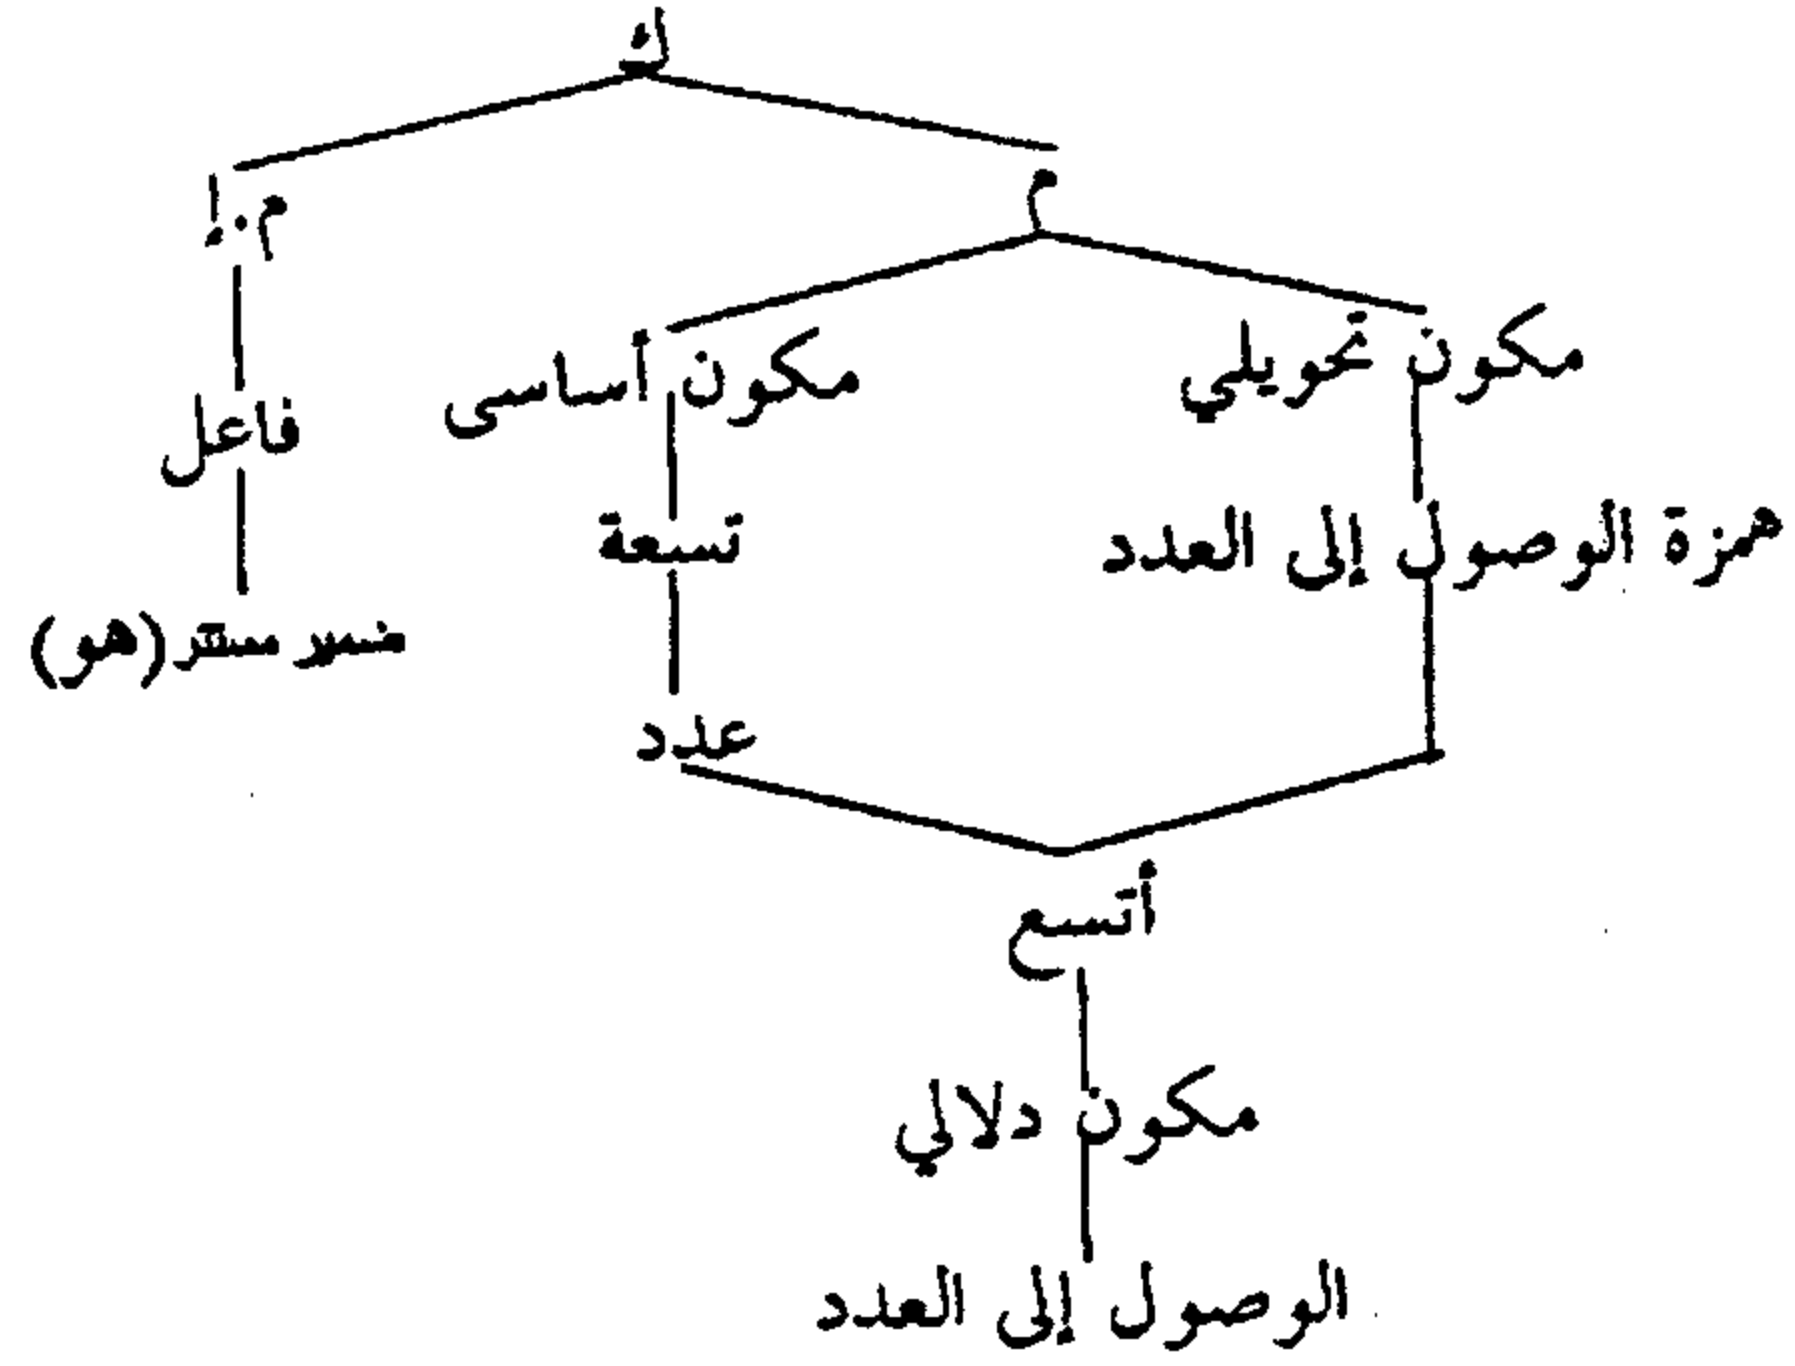 ك
م
م.إ
مكون تحويلي
مكون أساسى
فاعل
همزة الوصول إلى العدد
تسعة
ضمير مستتر (هو)
عدد
أتسع
مكون دلالي
الوصول إلى العدد